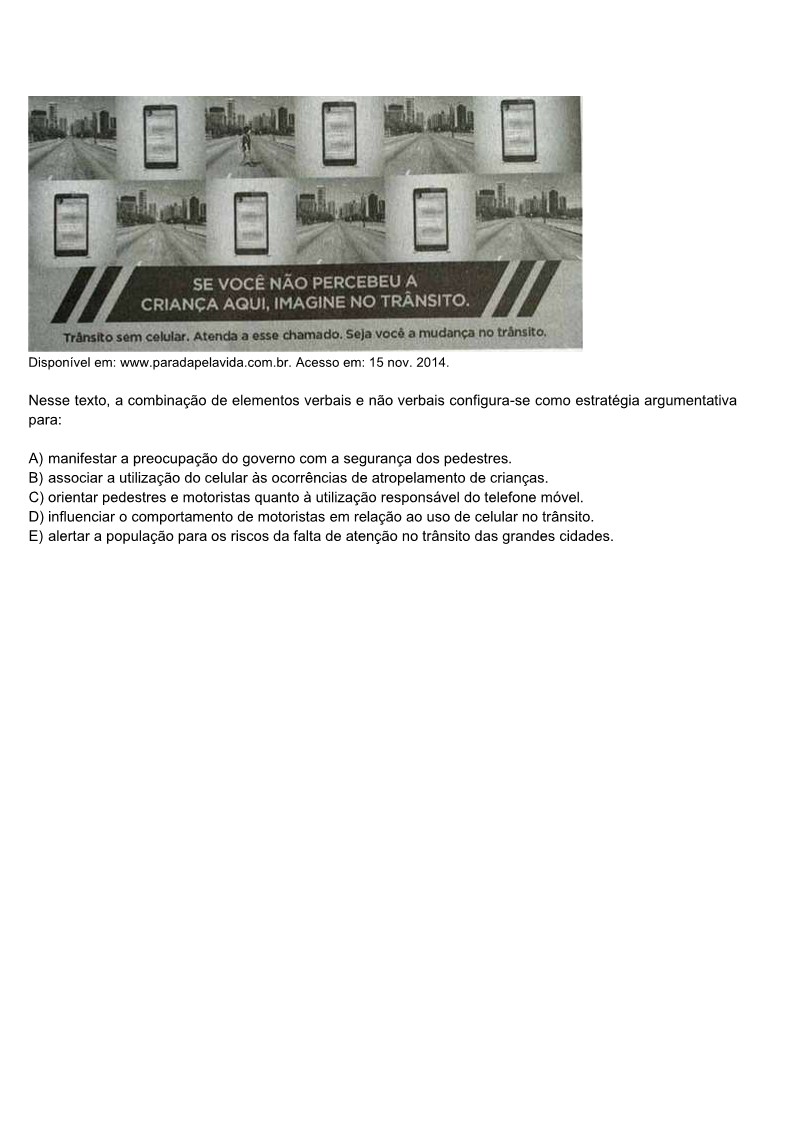 SE VOCÊ NÃO PERCEBEU A
CRIANÇA AQUI, IMAGINE NO TRÂNSITO.
Trânsito sem celular. Atenda a esse chamado. Seja você a mudança no trânsito.
Disponível em: www.paradapelavida.com.br. Acesso em: 15 nov. 2014.
Nesse texto, a combinação de elementos verbais e não verbais configura-se como estratégia argumentativa
para:
A) manifestar a preocupação do governo com a segurança dos pedestres.
B) associar a utilização do celular às ocorrências de atropelamento de crianças.
C) orientar pedestres e motoristas quanto à utilização responsável do telefone móvel.
D) influenciar o comportamento de motoristas em relação ao uso de celular no trânsito.
E) alertar a população para os riscos da falta de atenção no trânsito das grandes cidades.